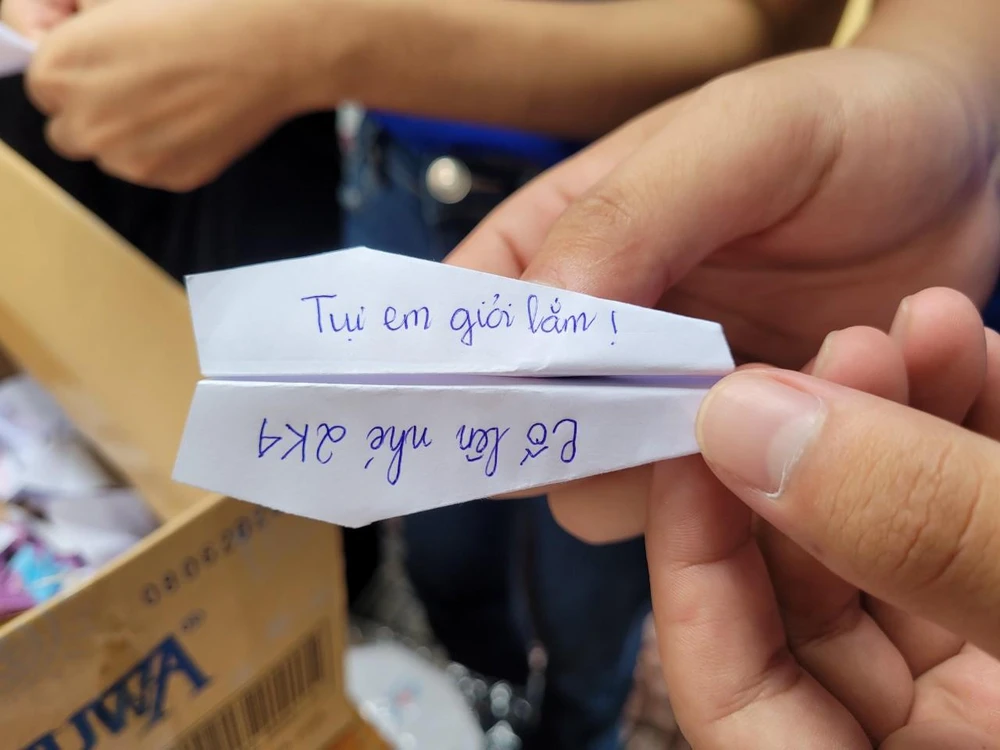 Tụi em giỏi lắm !
Cố lên nhé 2K4